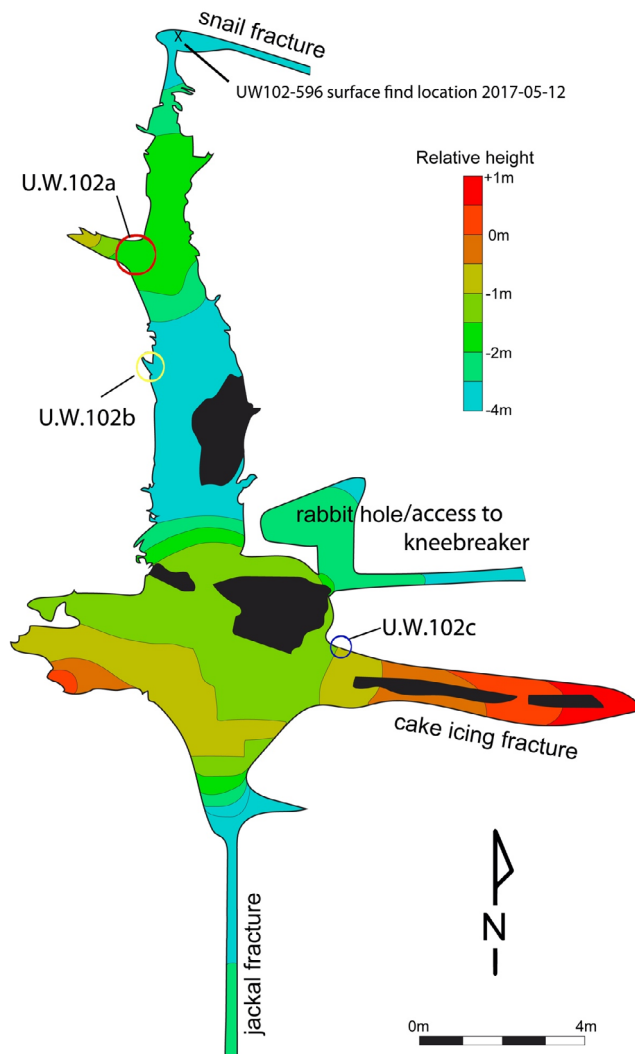 snail fracture
X
UW102-596 surface find location 2017-05-12
U.W.102a
Relative height
+1m
0m
-1m
-2m
-4m
U.W.102b
rabbit hole/access to
kneebreaker
U.W.102c
cake icing fracture
jackal fracture
N
0m
4m